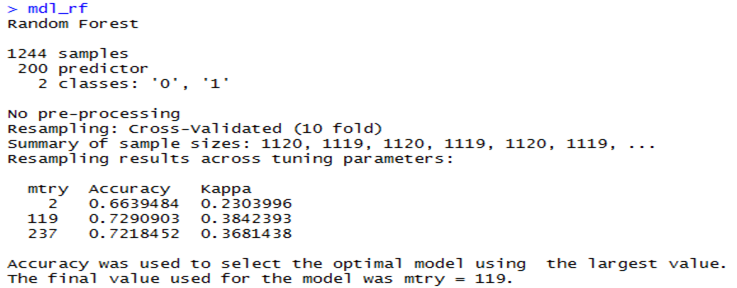 > mdl_rf
Random Forest
1244 samples
200 predictor
2 classes: '0', '1'
No pre-processing
Resampling: Cross-Validated (10 fold)
Summary of sample sizes: 1120, 1119, 1120, 1119, 1120, 1119, ...
Resampling results across tuning parameters:
mtry Accuracy Kappa
2 0.6639484 0.2303996
119 0.7290903 0.3842393
237 0.7218452 0.3681438
Accuracy was used to select the optimal model using the largest value.
The final value used for the model was mtry = 119.